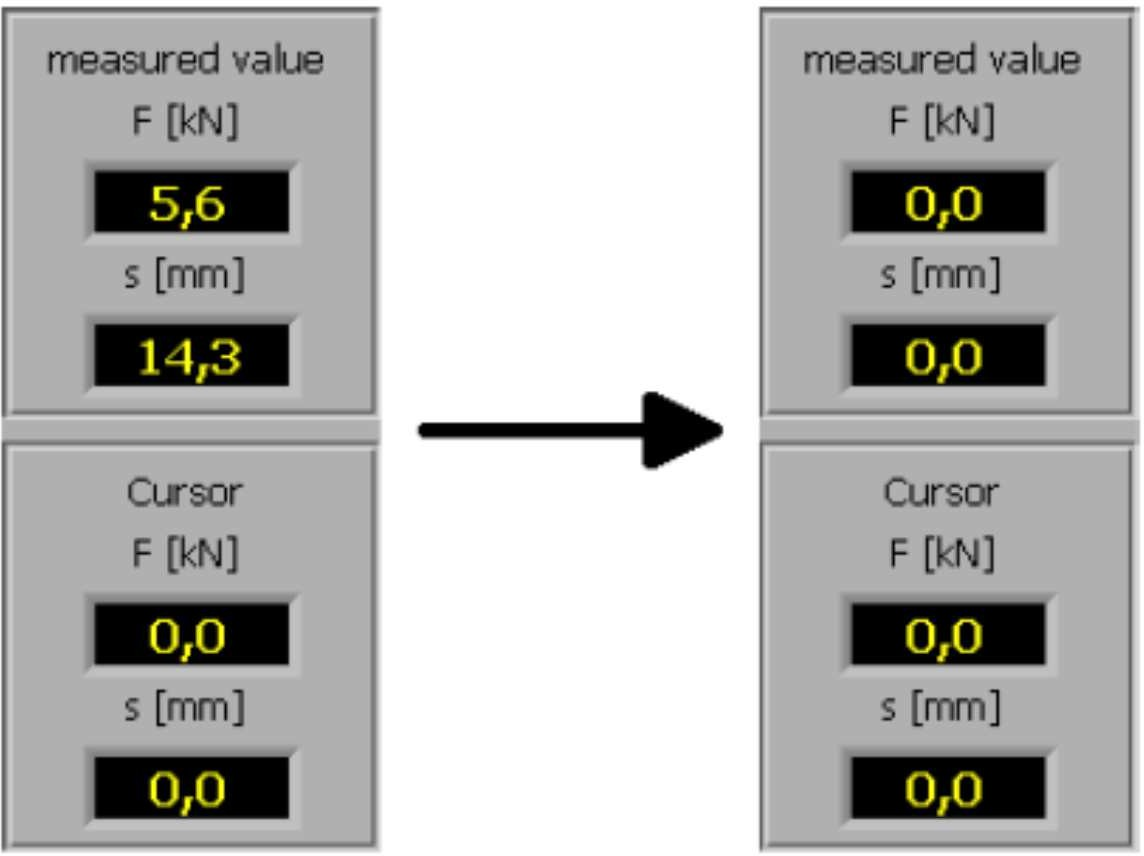 measured value
F [kN]
5,6
s [mm]
14,3
Cursor
F [kN]
0,0
s [mm]
0,0
measured value
F [kN]
0,0
s [mm]
0,0
Cursor
F [kN]
0,0
s [mm]
0,0